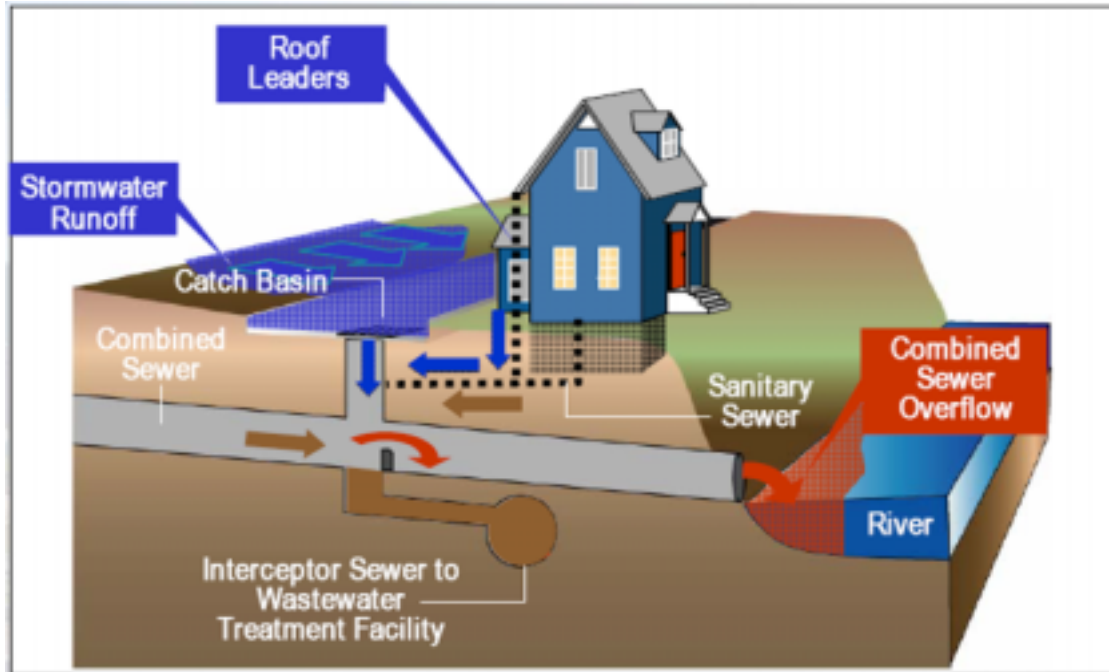 Roof
Leaders
Stormwater
Runoff
Catch Basin
Combined
Sewer
Sanitary
Sewer
Combined
Sewer
Overflow
River
Interceptor Sewer to
Wastewater
Treatment Facility